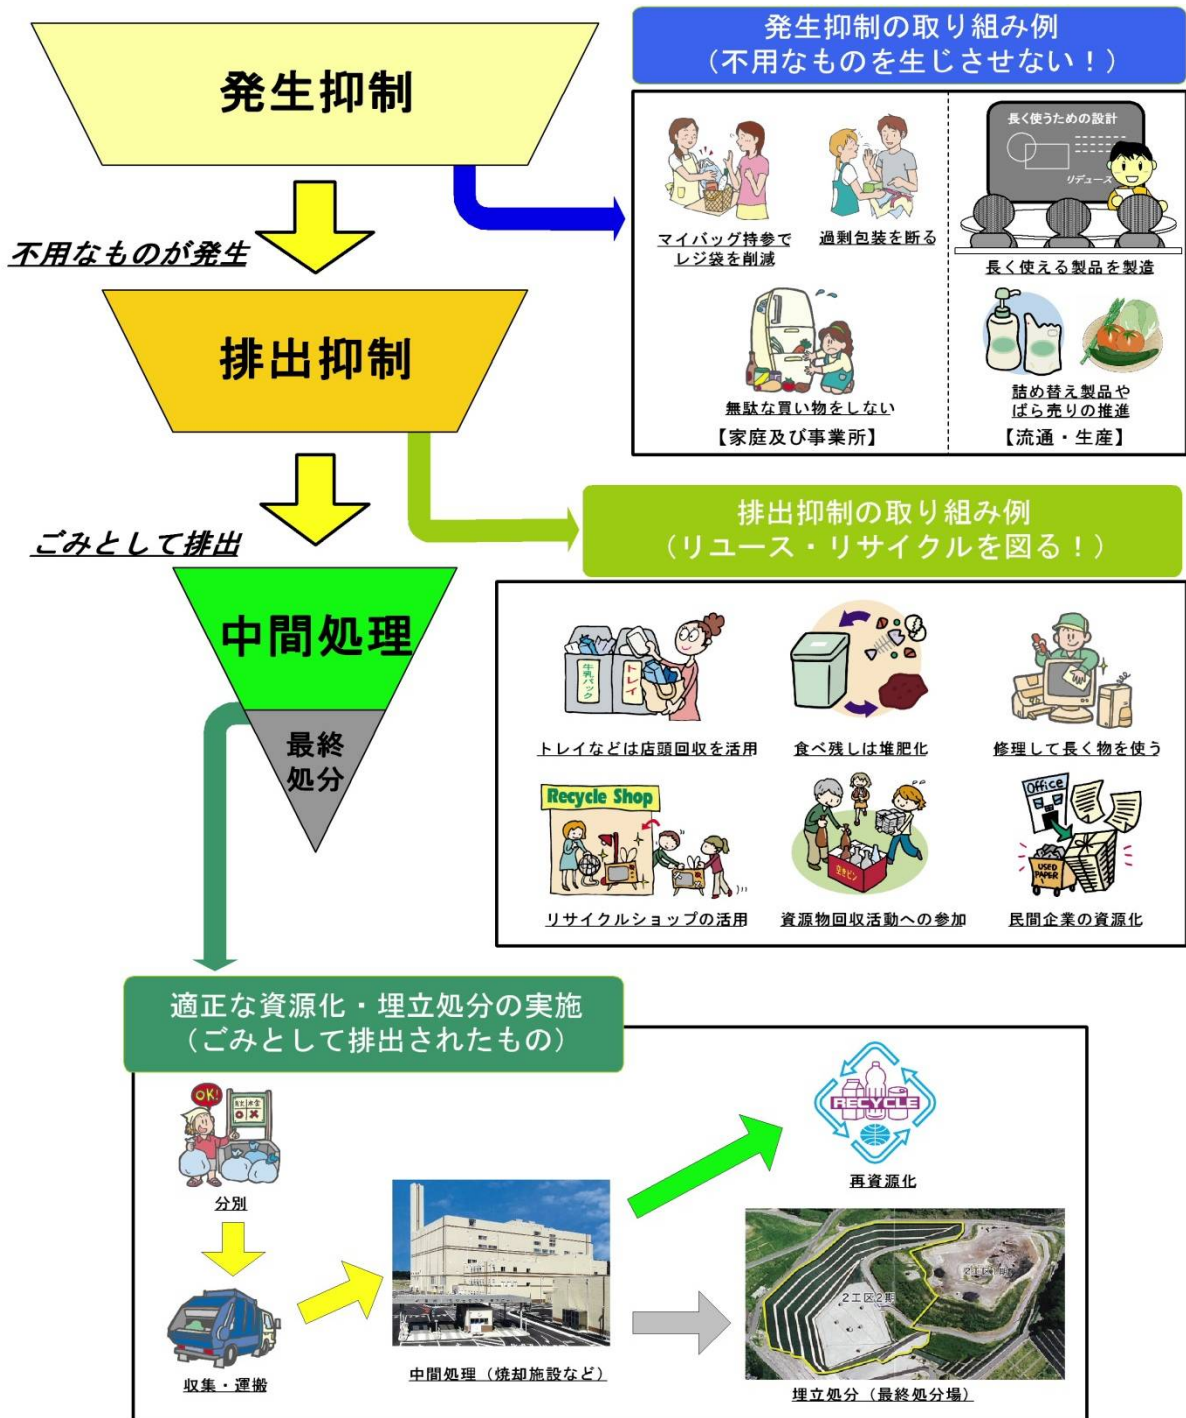 発生抑制
不用なものが発生
排出抑制
ごみとして排出
中間処理
最終
処分
発生抑制の取り組み例
（不用なものを生じさせない！）
マイバッグ持参で
レジ袋を削減
過剰包装を断る
無駄な買い物をしない
【家庭及び事業所】
長く使うための設計
リデュース
長く使える製品を製造
詰め替え製品や
ばら売りの推進
【流通・生産】
排出抑制の取り組み例
（リユース・リサイクルを図る！）
牛乳パック
トレイ
トレイなどは店頭回収を活用
食べ残しは堆肥化
修理して長く物を使う
Recycle Shop
リサイクルショップの活用
空きビン
資源物回収活動への参加
Office
USED
PAPER
民間企業の資源化
適正な資源化・埋立処分の実施
（ごみとして排出されたもの）
OK!
分別
収集・運搬
中間処理（焼却施設など）
RECYCLE
再資源化
2工区2期
埋立処分（最終処分場）